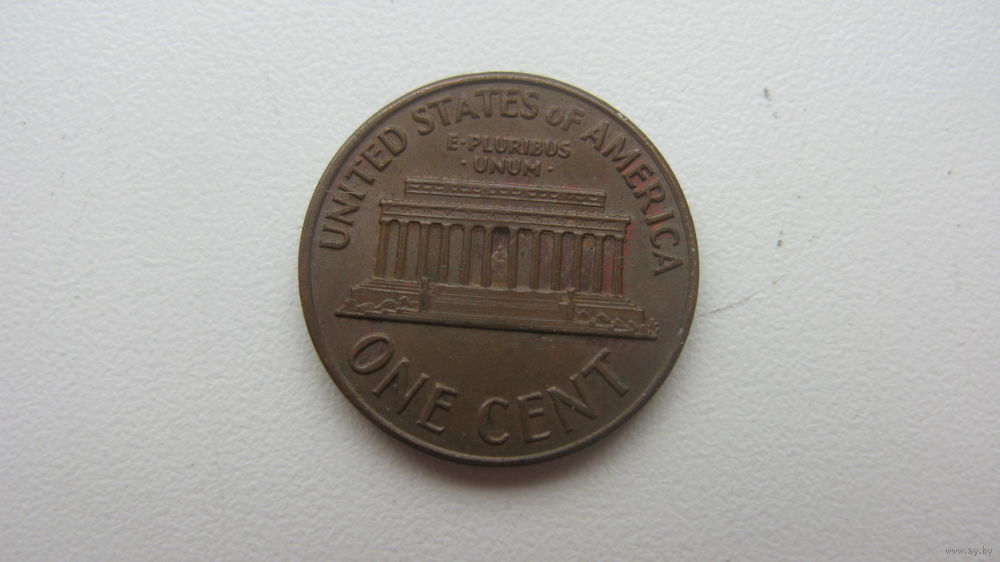 UNITED STATES OF AMERICA
E·PLURIBUS
·UNUM·
ONE CENT
www.ay.by